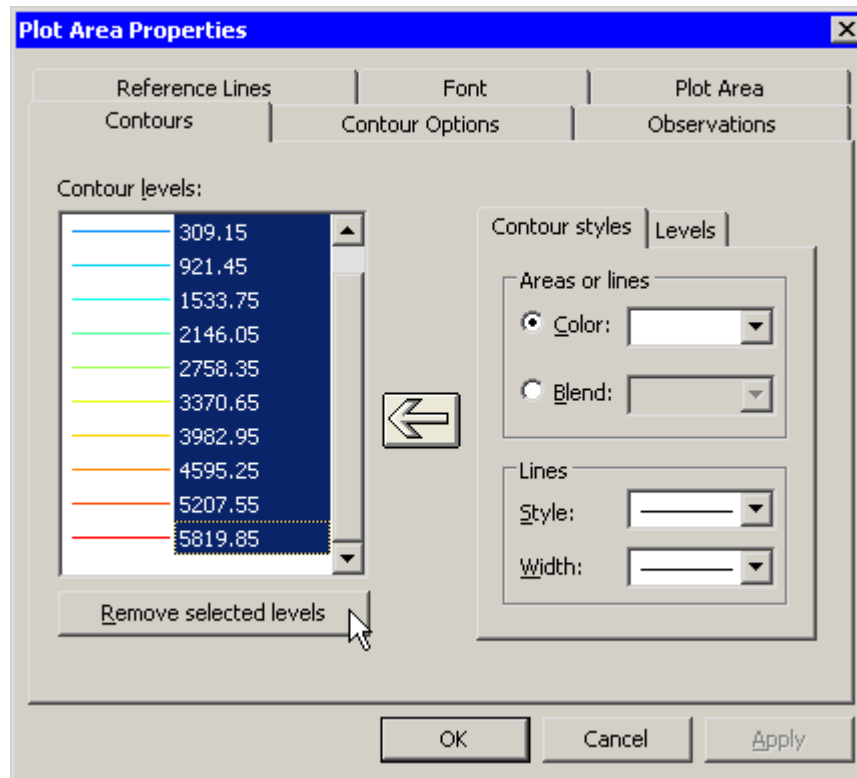 Plot Area Properties
Reference Lines
Font
Plot Area
Contours
Contour Options
Observations
Contour levels:
309.15
921.45
1533.75
2146.05
2758.35
3370.65
3982.95
4595.25
5207.55
5819.85
Remove selected levels
Contour styles
Levels
Areas or lines
Color:
Blend:
Lines
Style:
Width:
OK
Cancel
Apply